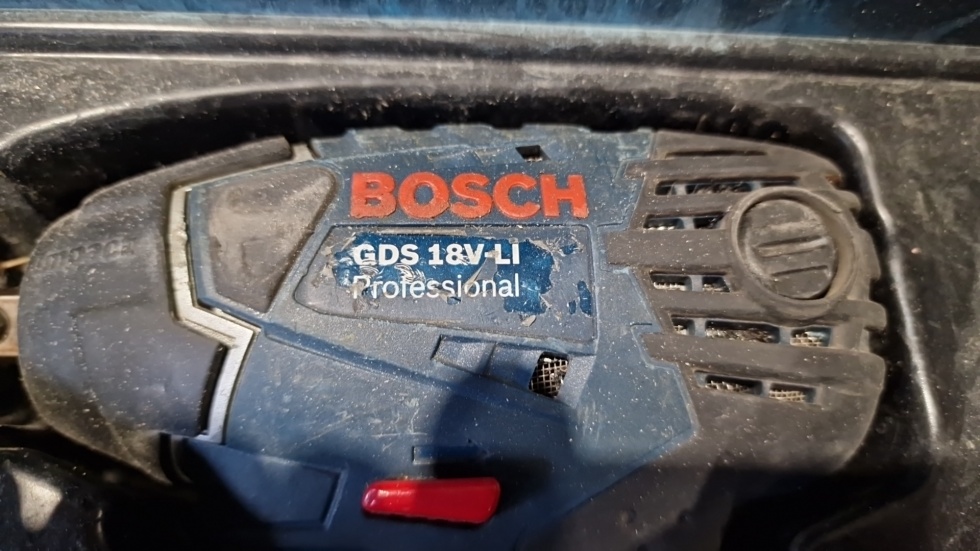 BOSCH
GDS 18V-LI
Professional